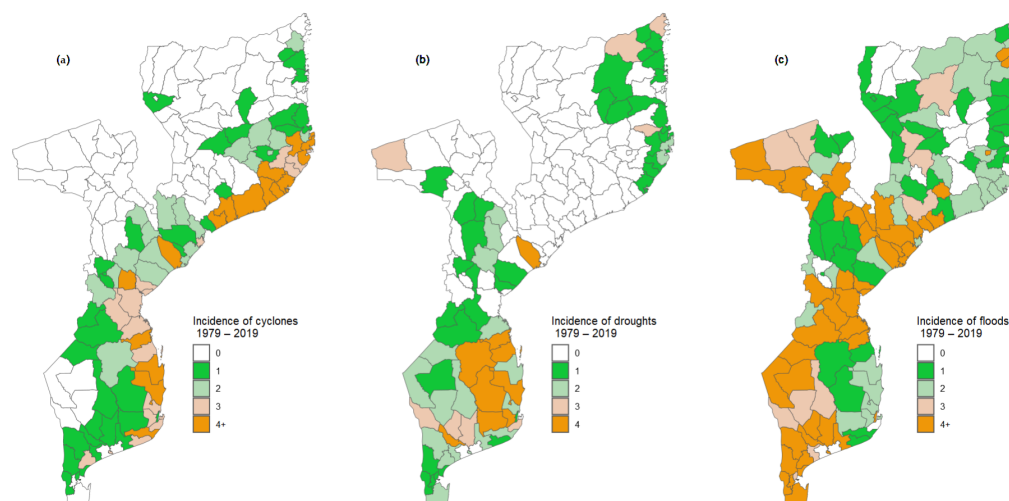 (a)
(b)
(c)
Incidence of cyclones
1979 – 2019
0
1
2
3
4+
Incidence of droughts
1979 – 2019
0
1
2
3
4
Incidence of floods
1979 – 2019
0
1
2
3
4+